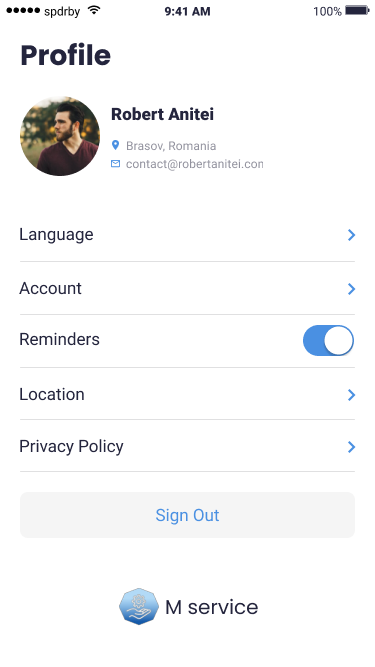 ●●●●● spdrby 9:41 AM 100%
Profile
Robert Anitei
Brasov, Romania
contact@robertanitei.con
Language
Account
Reminders
Location
Privacy Policy
Sign Out
M service